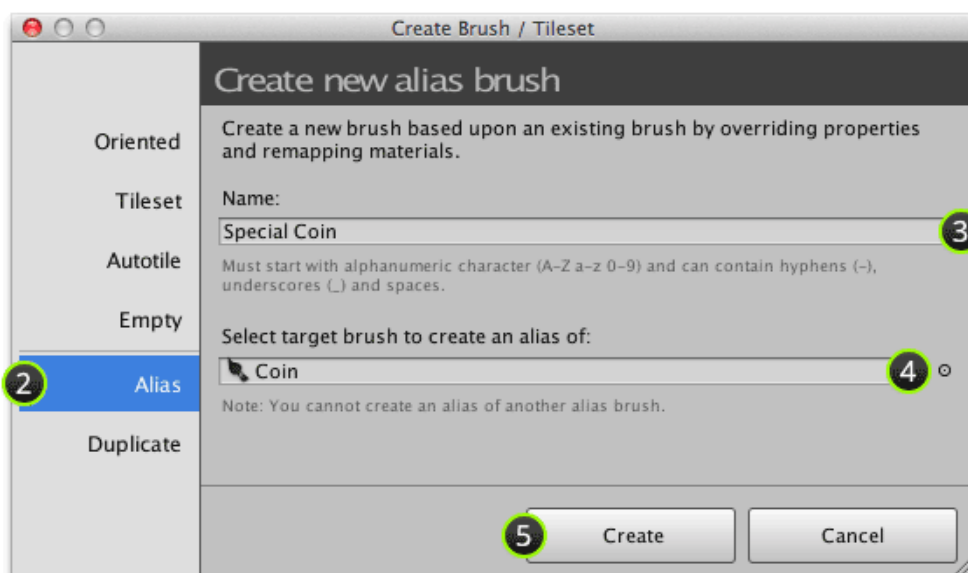 Create Brush / Tileset
Create new alias brush
Oriented
Tileset
Autotile
Empty
2
Alias
Duplicate
Create a new brush based upon an existing brush by overriding properties
and remapping materials.
Name:
Special Coin
3
Must start with alphanumeric character (A-Z a-z 0-9) and can contain hyphens (-),
underscores (_) and spaces.
Select target brush to create an alias of:
Coin
4
Note: You cannot create an alias of another alias brush.
5
Create
Cancel